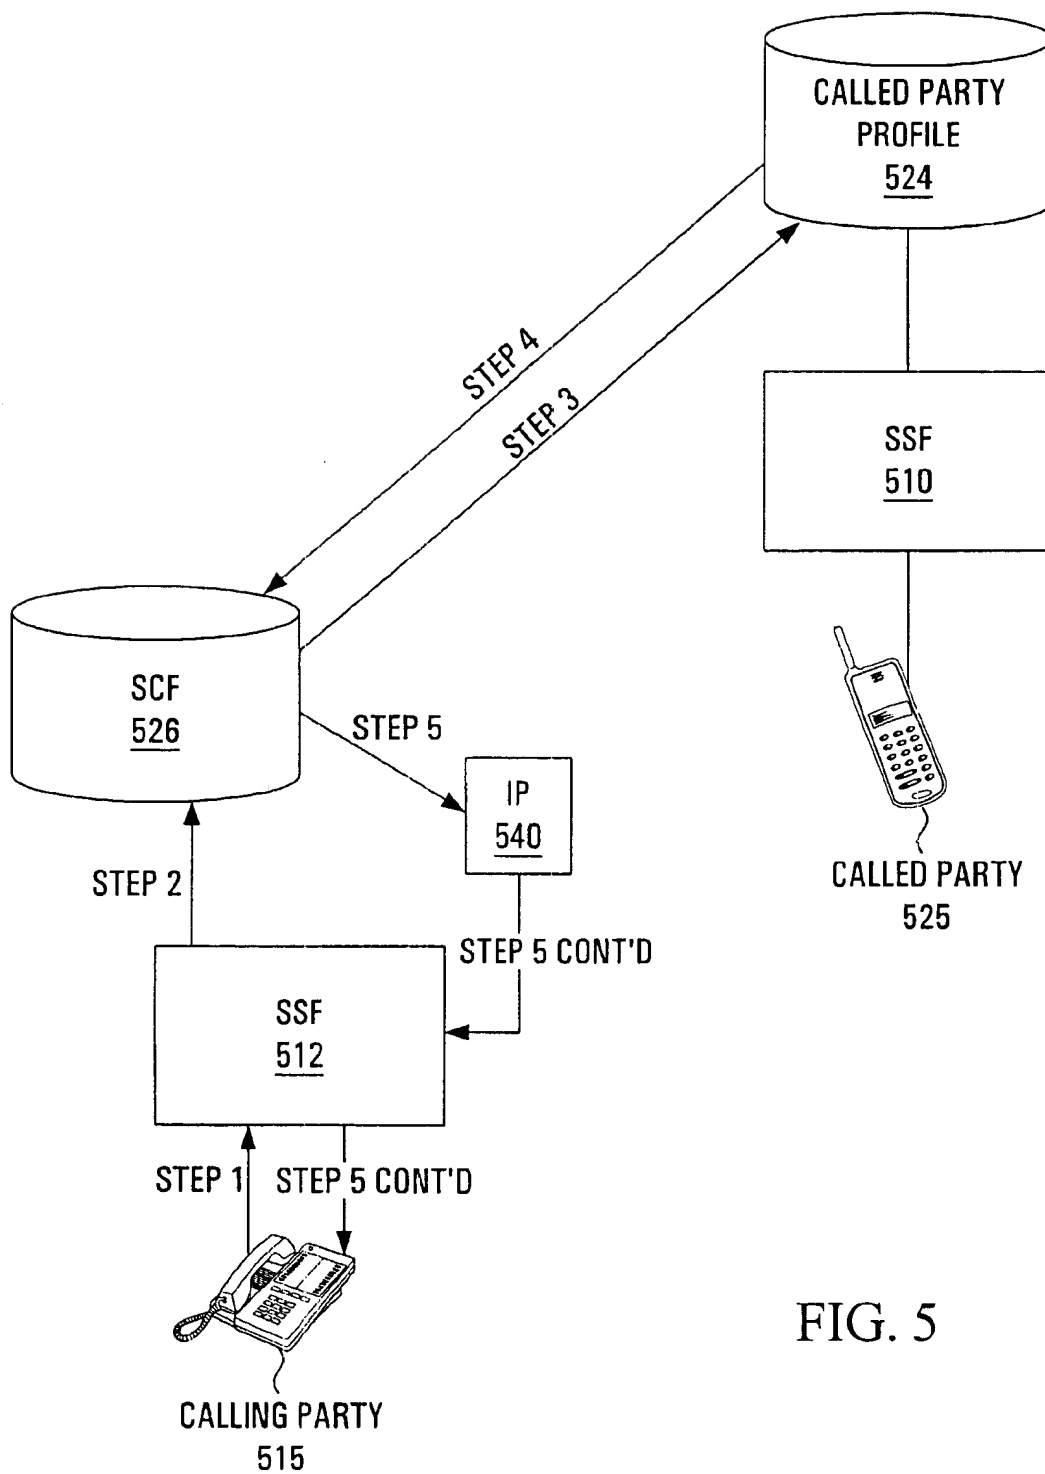 CALLED PARTY
PROFILE
524
STEP 4
STEP 3
SSF
510
SCF
526
STEP 5
IP
540
STEP 2
CALLED PARTY
525
STEP 5 CONT'D
SSF
512
STEP 1
STEP 5 CONT'D
FIG. 5
CALLING PARTY
515